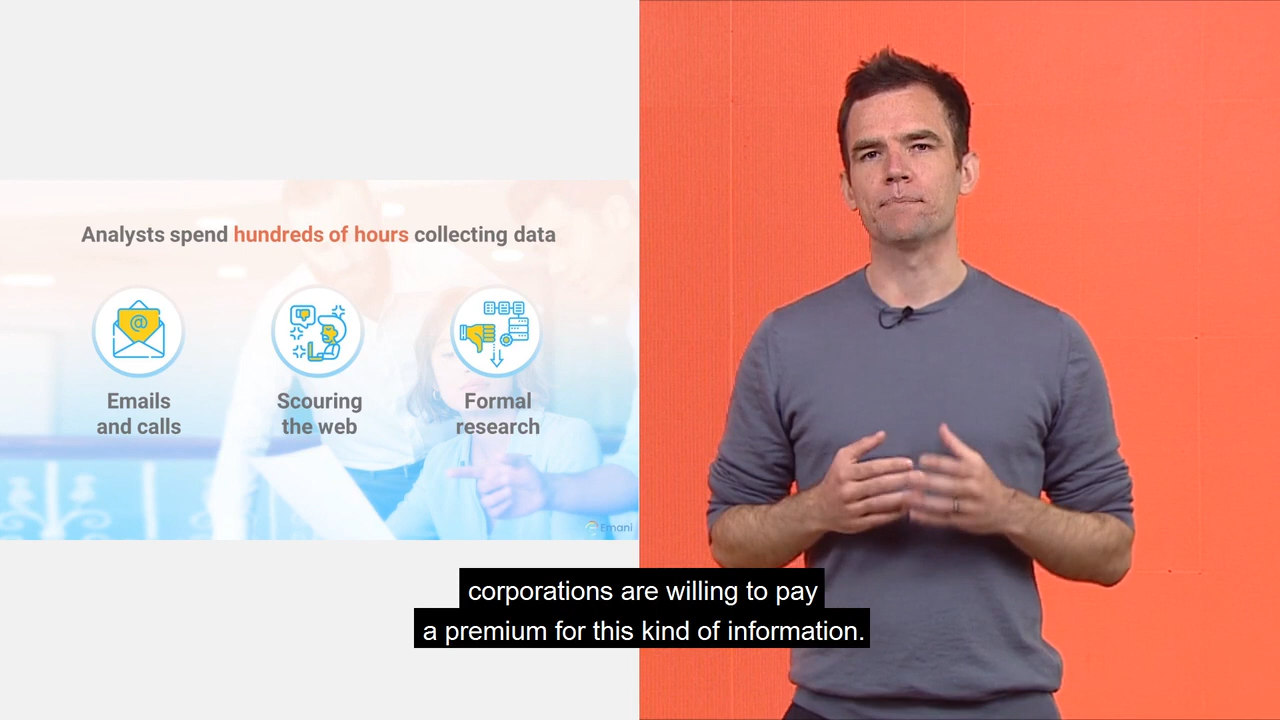 Analysts spend hundreds of hours collecting data
Emails
and calls
Scouring
the web
Formal
research
Emani
corporations are willing to pay
a premium for this kind of information.